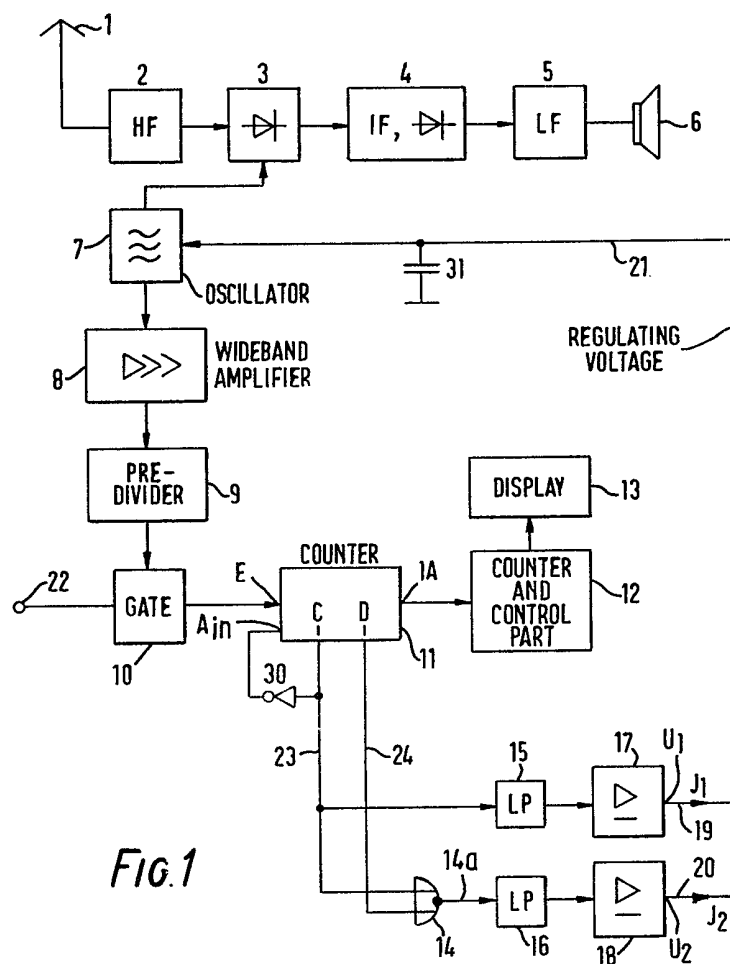 1
2
3
4
5
HF
IF,
LF
6
7
OSCILLATOR
31
21
REGULATING
VOLTAGE
8
WIDEBAND
AMPLIFIER
PRE-
DIVIDER
9
DISPLAY
13
22
GATE
10
COUNTER
E
Ain
C
D
1A
11
COUNTER
AND
CONTROL
PART
12
30
23
24
15
LP
17
U1
J1
19
14a
14
LP
16
18
20
U2
J2
FIG.1